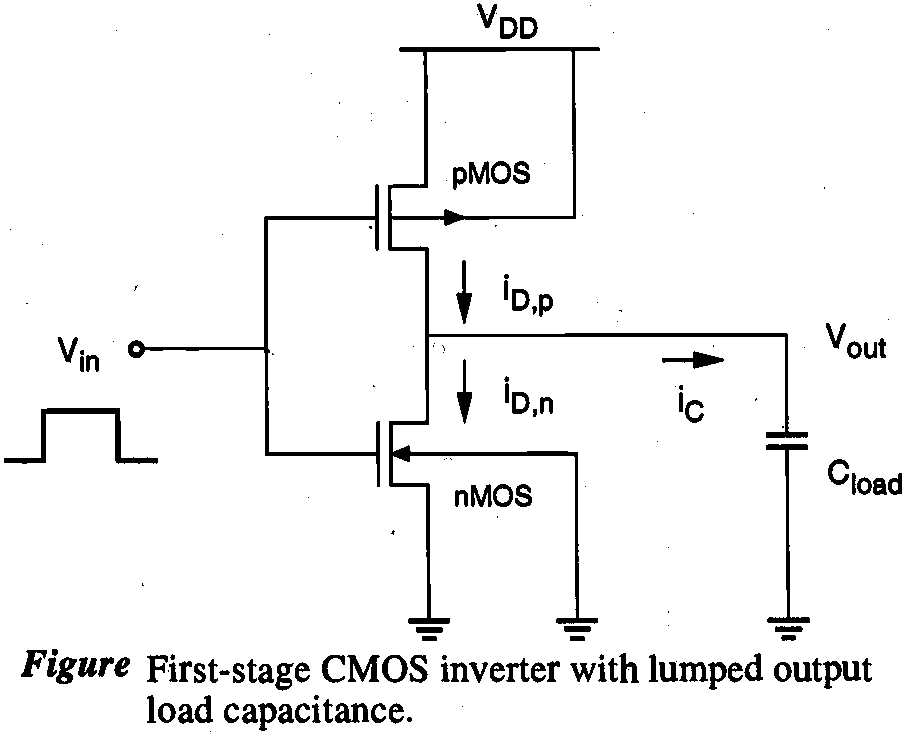 VDD
pMOS
iD,p
Vin
Vout
iD,n
iC
Cload
nMOS
Figure First-stage CMOS inverter with lumped output
load capacitance.